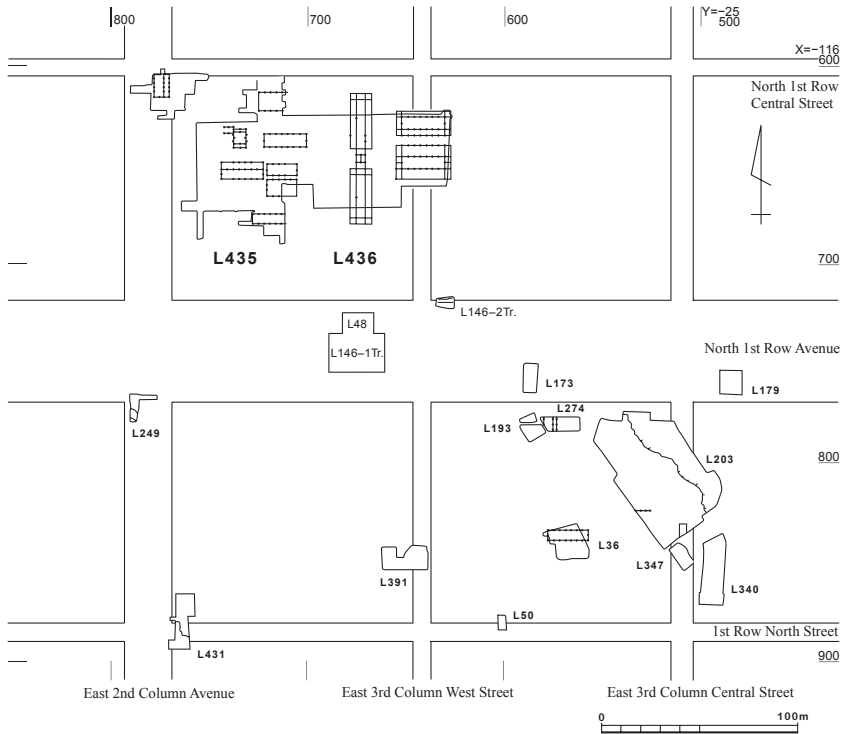 800
700
600
Y=−25
500
X=−116
600
North 1st Row
Central Street
L435
L436
700
L146–2Tr.
L48
L146–1Tr.
North 1st Row Avenue
L173
L179
L274
L193
L249
L203
800
L36
L347
L391
L340
L50
1st Row North Street
L431
900
East 2nd Column Avenue
East 3rd Column West Street
East 3rd Column Central Street
0
100m